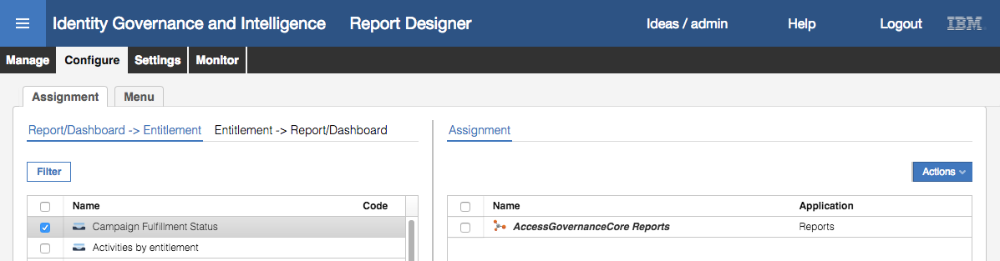 Identity Governance and Intelligence Report Designer Ideas / admin Help Logout IBM
Manage Configure Settings Monitor
Assignment Menu
Report/Dashboard -> Entitlement Entitlement -> Report/Dashboard Assignment
Filter Actions
Name Code Name Application
Campaign Fulfillment Status AccessGovernanceCore Reports Reports
Activities by entitlement